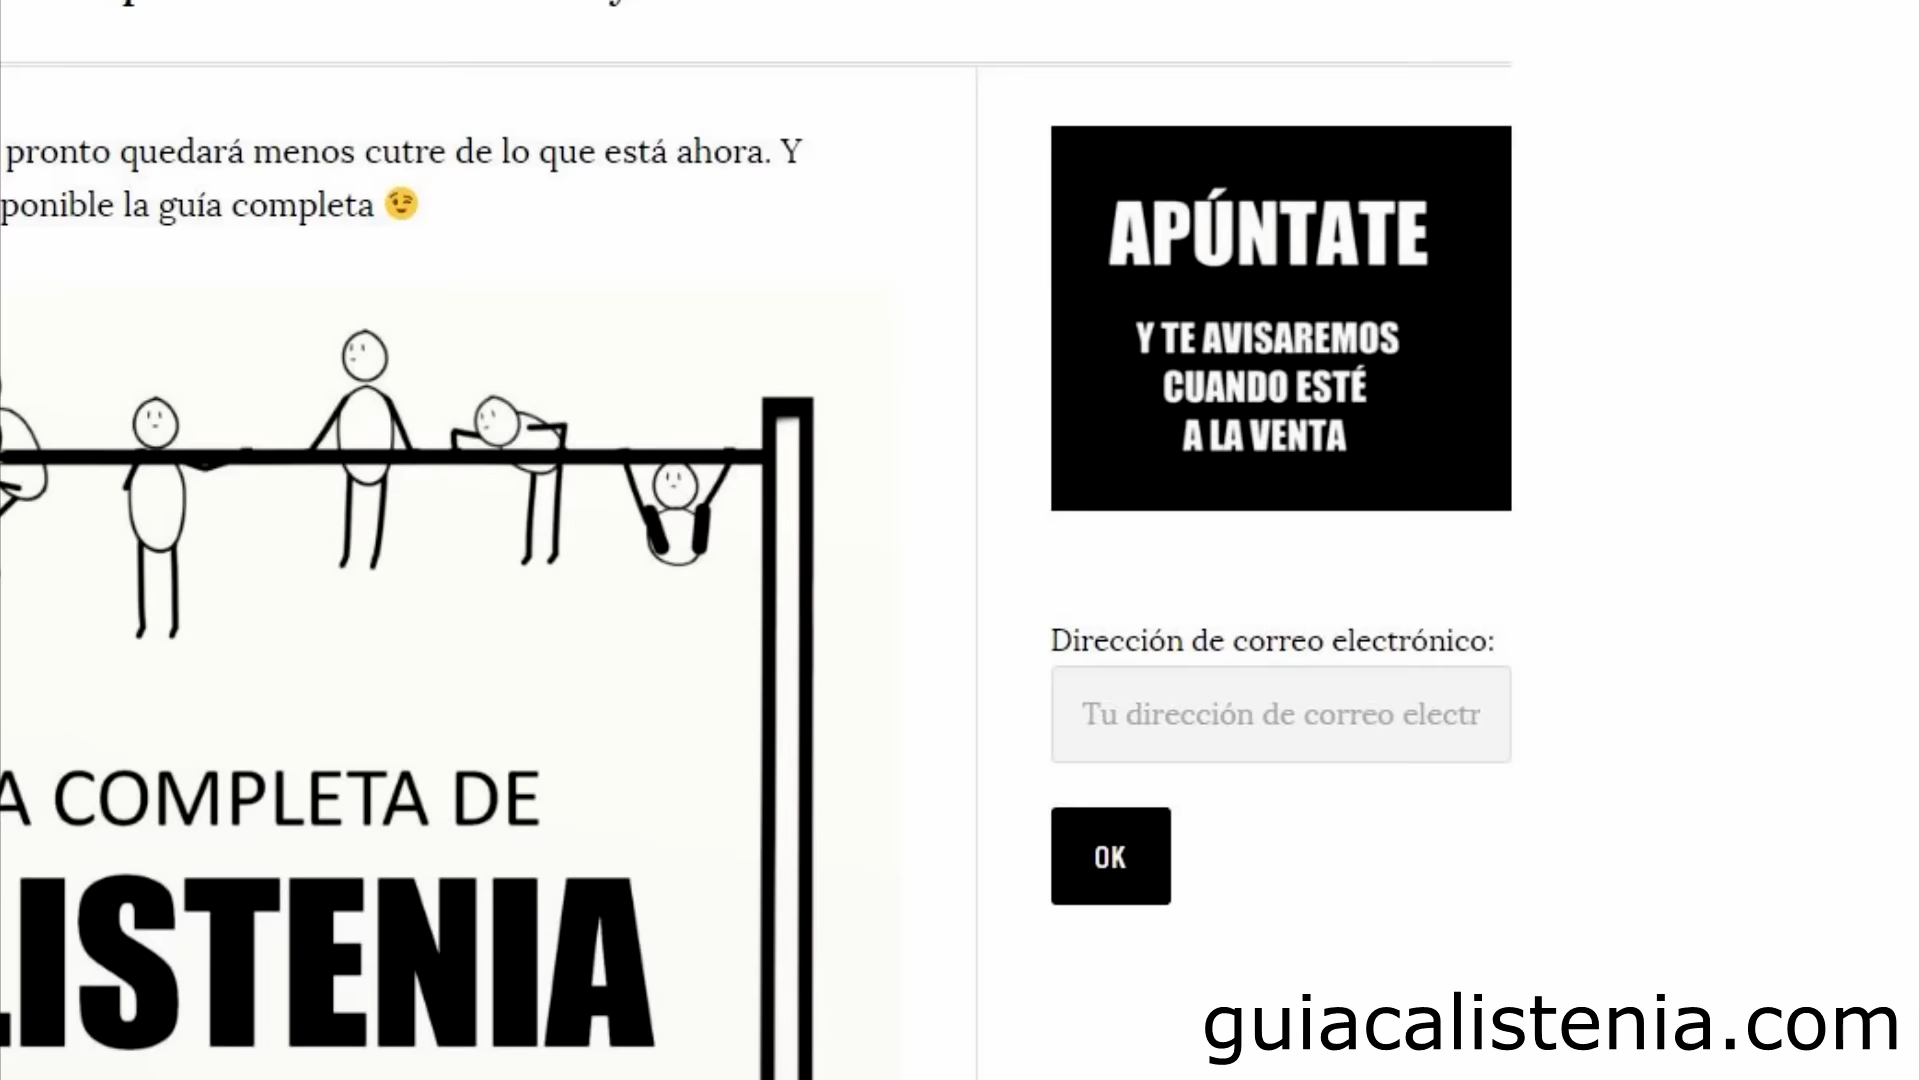 pronto quedará menos cutre de lo que está ahora. Y
ponible la guía completa 😉
A COMPLETA DE
LISTENIA
APÚNTATE
Y TE AVISAREMOS
CUANDO ESTÉ
A LA VENTA
Dirección de correo electrónico:
Tu dirección de correo electr
OK
guiacalistenia.com